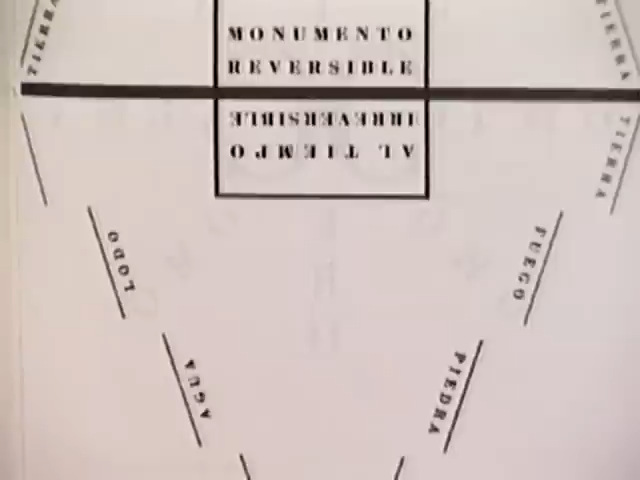 TIERRA
TIERRA
MONUMENTO
REVERSIBLE
AL TIEMPO
IRREVERSIBLE
TIERRA
LODO
FUEGO
AGUA
PIEDRA